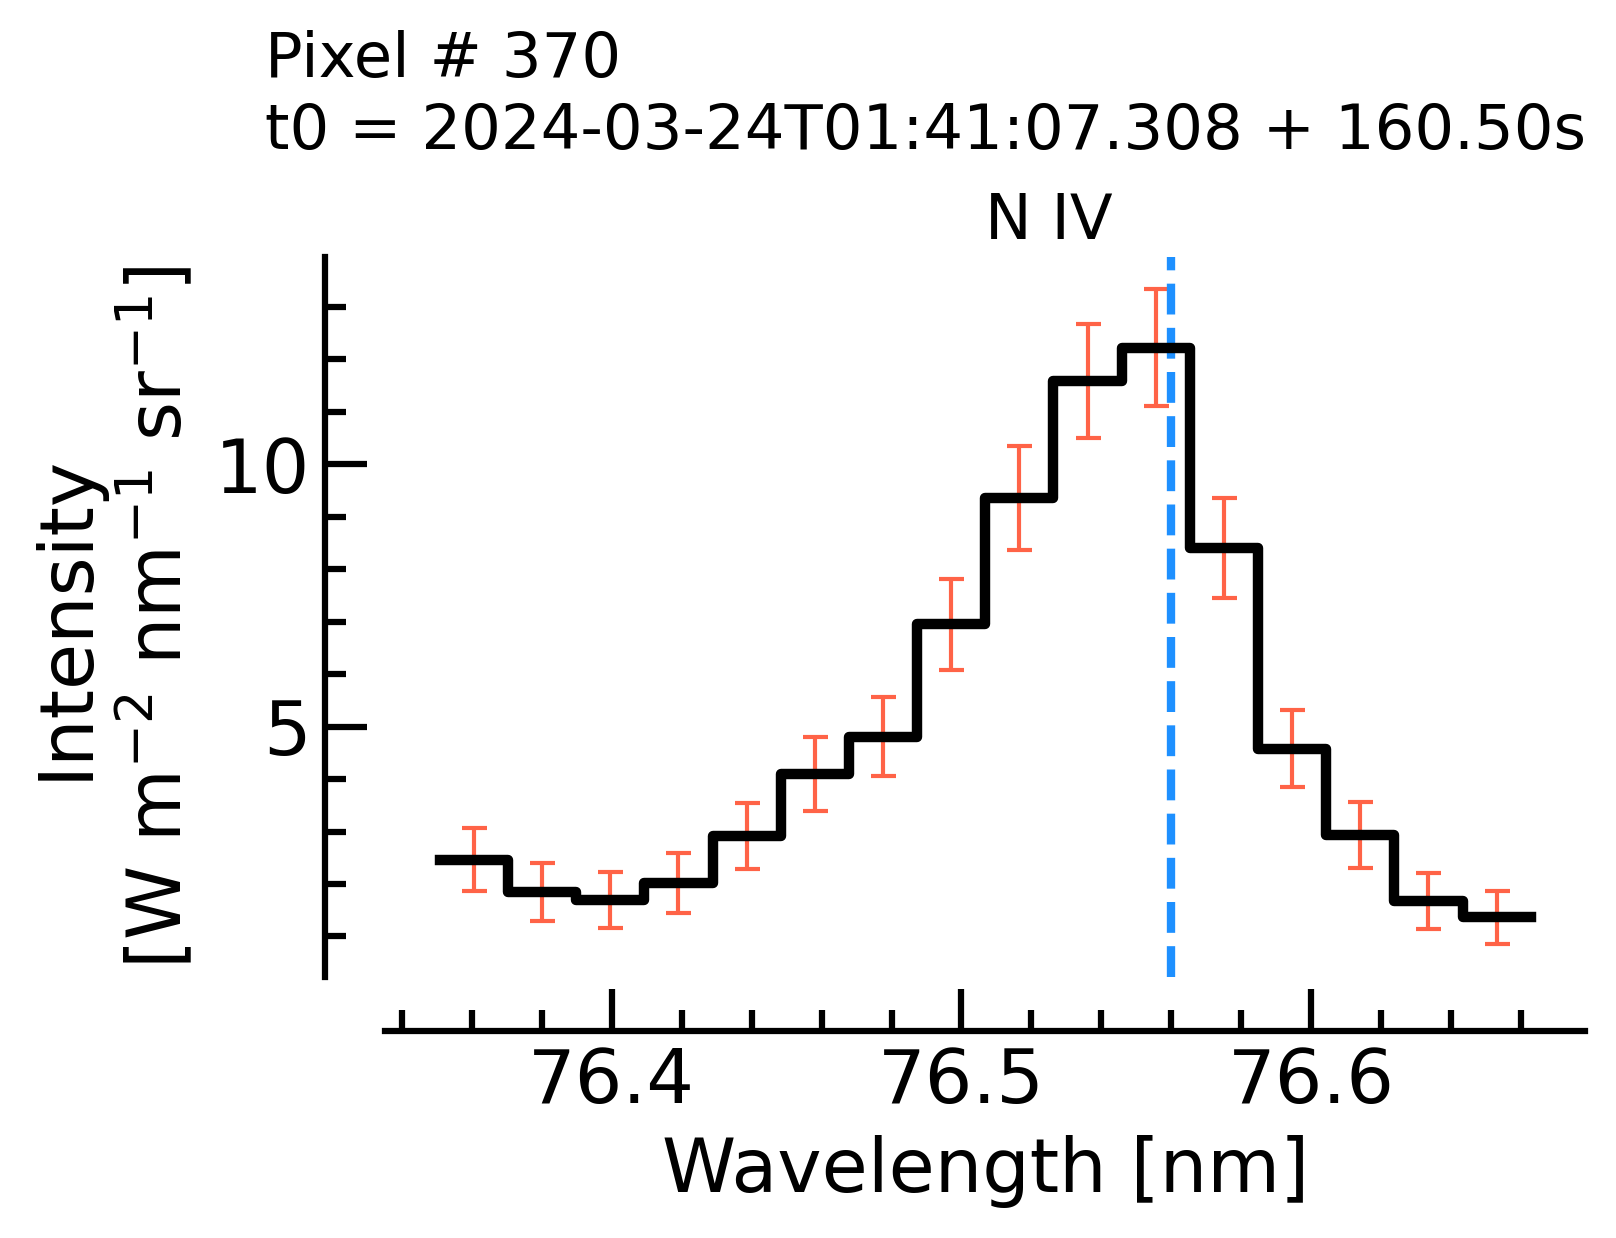 Pixel # 370
t0 = 2024-03-24T01:41:07.308 + 160.50s
N IV
Intensity
[W m⁻² nm⁻¹ sr⁻¹]
10
5
76.4 76.5 76.6
Wavelength [nm]